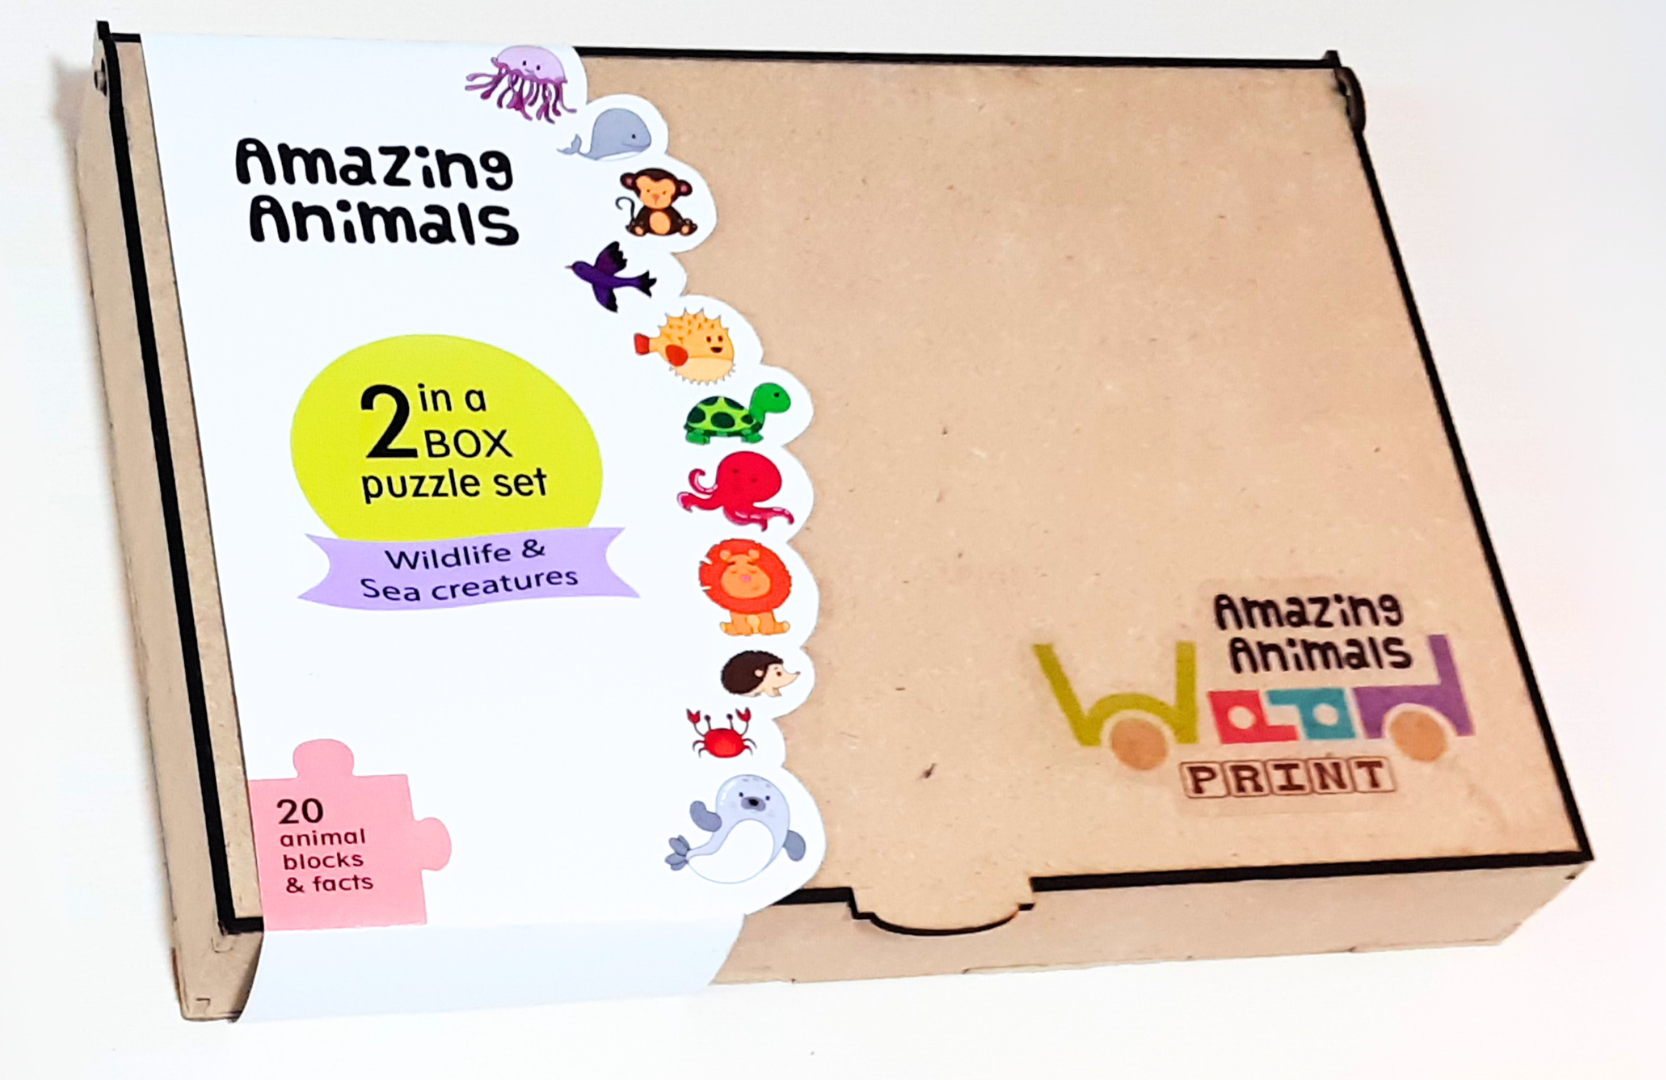 Amazing
Animals
2 in a
BOX
puzzle set
Wildlife &
Sea creatures
20
animal
blocks
& facts
Amazing
Animals
WOOD
PRINT